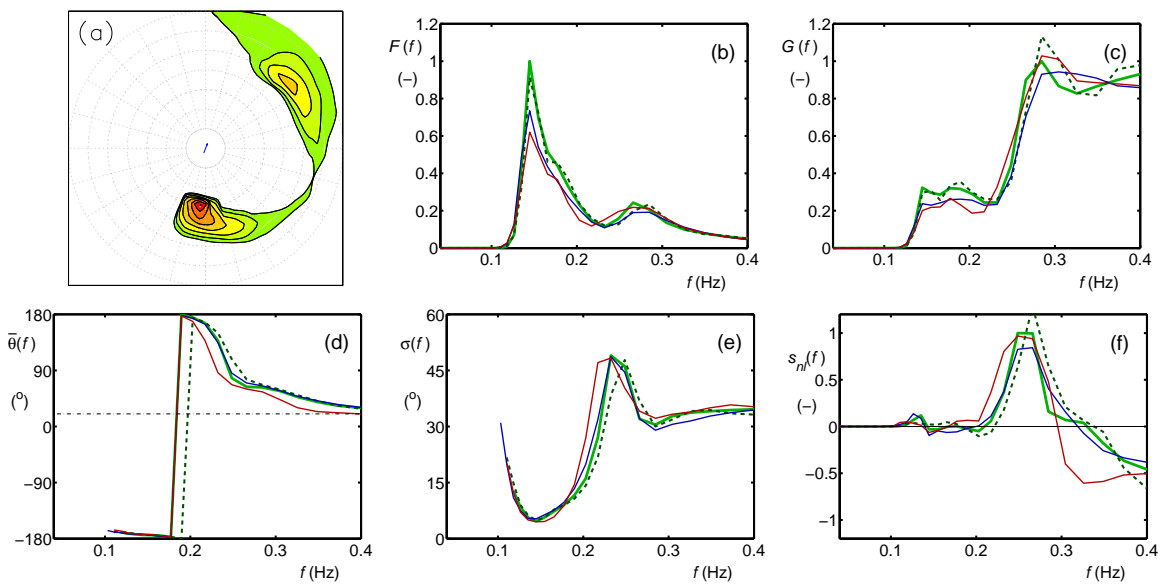 (a)
1.2
1
0.8
0.6
0.4
0.2
0
F (f)
(−)
(b)
0.1 0.2 0.3 0.4
f (Hz)
1.2
1
0.8
0.6
0.4
0.2
0
G (f)
(−)
(c)
0.1 0.2 0.3 0.4
f (Hz)
180
90
0
−90
−180
θ̄(f)
(°)
(d)
0.1 0.2 0.3 0.4
f (Hz)
60
45
30
15
0
σ(f)
(°)
(e)
0.1 0.2 0.3 0.4
f (Hz)
1
0.5
0
−0.5
−1
s_nl(f)
(−)
(f)
0.1 0.2 0.3 0.4
f (Hz)